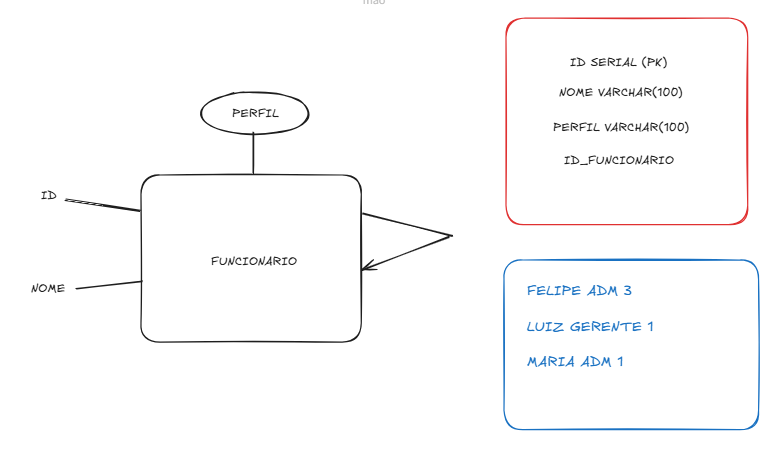 PERFIL
ID
FUNCIONARIO
NOME
ID SERIAL (PK)
NOME VARCHAR(100)
PERFIL VARCHAR(100)
ID_FUNCIONARIO
FELIPE ADM 3
LUIZ GERENTE 1
MARIA ADM 1